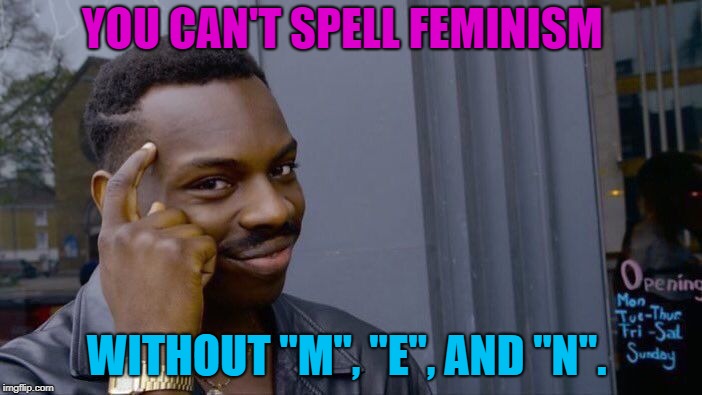 YOU CAN'T SPELL FEMINISM
Opening
Mon
Tue-Thur
Fri-Sat
Sunday
WITHOUT "M", "E", AND "N".
imgflip.com